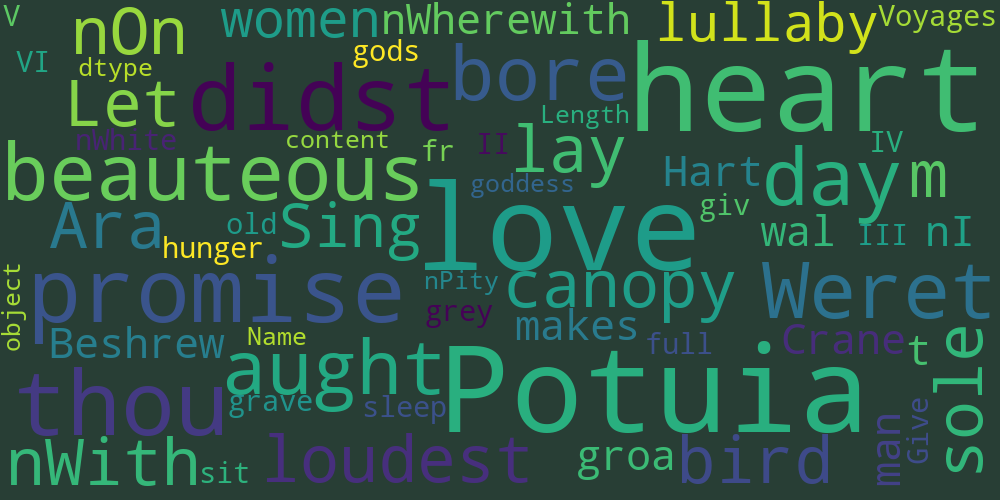 V
nOn
women
nWherewith
lullaby
Voyages
VI
dtype
gods
bore
heart
Let
didst
Length
nWhite
content
fr
II
lay
IV
beauteous
goddess
Hart
day
m
Ara
old
Sing
love
giv
wal
III
nI
hunger
object
promise
nPity
canopy
Weret
grey
makes
Beshrew
Name
full
Crane
t
sole
thou
aught
Potuia
grave
sleep
Give
man
nWith
sit
loudest
groa
bird